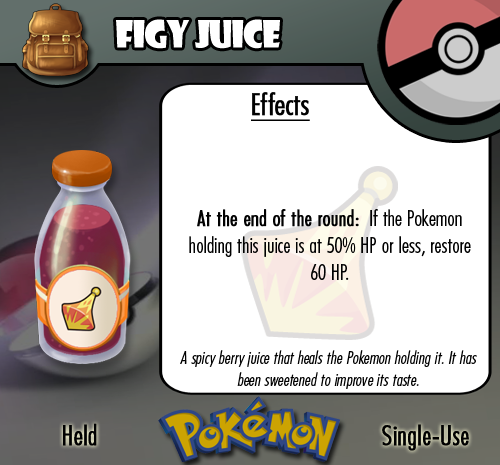 FIGY JUICE
Effects
At the end of the round: If the Pokemon
holding this juice is at 50% HP or less, restore
60 HP.
A spicy berry juice that heals the Pokemon holding it. It has
been sweetened to improve its taste.
Held
POKéMON
Single-Use